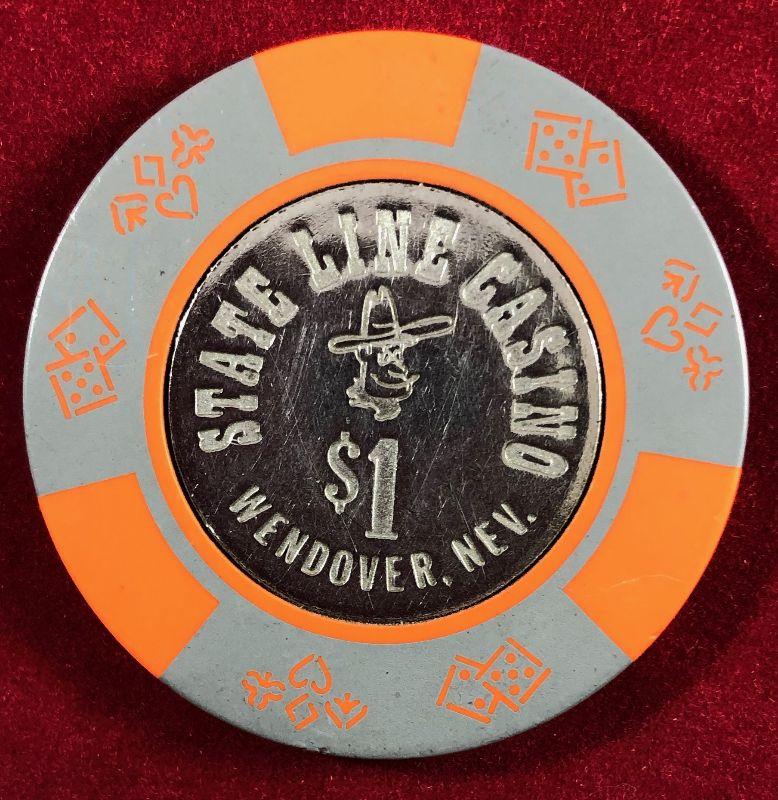 STATE LINE CASINO
$1
WENDOVER, NEV.